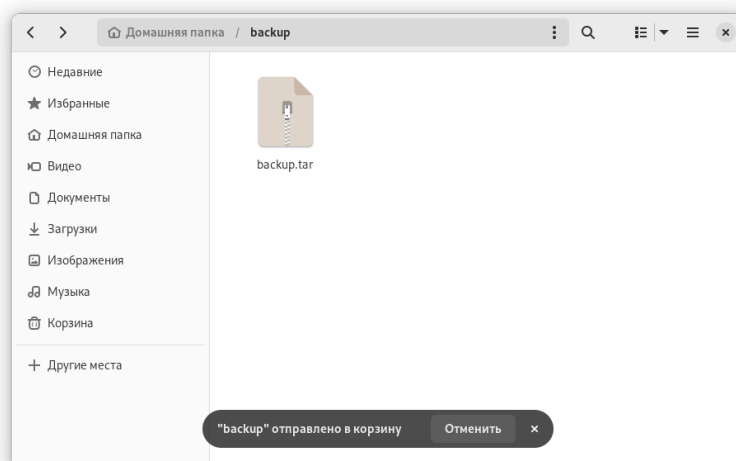 Домашняя папка / backup
Недавние
Избранные
Домашняя папка
Видео
Документы
Загрузки
Изображения
Музыка
Корзина
Другие места
backup.tar
"backup" отправлено в корзину
Отменить